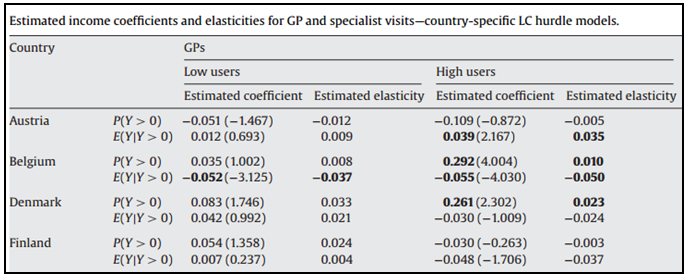 Estimated income coefficients and elasticities for GP and specialist visits—country-specific LC hurdle models.
Country GPs
Low users High users
Estimated coefficient Estimated elasticity Estimated coefficient Estimated elasticity
Austria P(Y > 0) −0.051 (−1.467) −0.012 −0.109 (−0.872) −0.005
E(Y|Y > 0) 0.012 (0.693) 0.009 0.039 (2.167) 0.035
Belgium P(Y > 0) 0.035 (1.002) 0.008 0.292 (4.004) 0.010
E(Y|Y > 0) −0.052 (−3.125) −0.037 −0.055 (−4.030) −0.050
Denmark P(Y > 0) 0.083 (1.746) 0.033 0.261 (2.302) 0.023
E(Y|Y > 0) 0.042 (0.992) 0.021 −0.030 (−1.009) −0.024
Finland P(Y > 0) 0.054 (1.358) 0.024 −0.030 (−0.263) −0.003
E(Y|Y > 0) 0.007 (0.237) 0.004 −0.048 (−1.706) −0.037